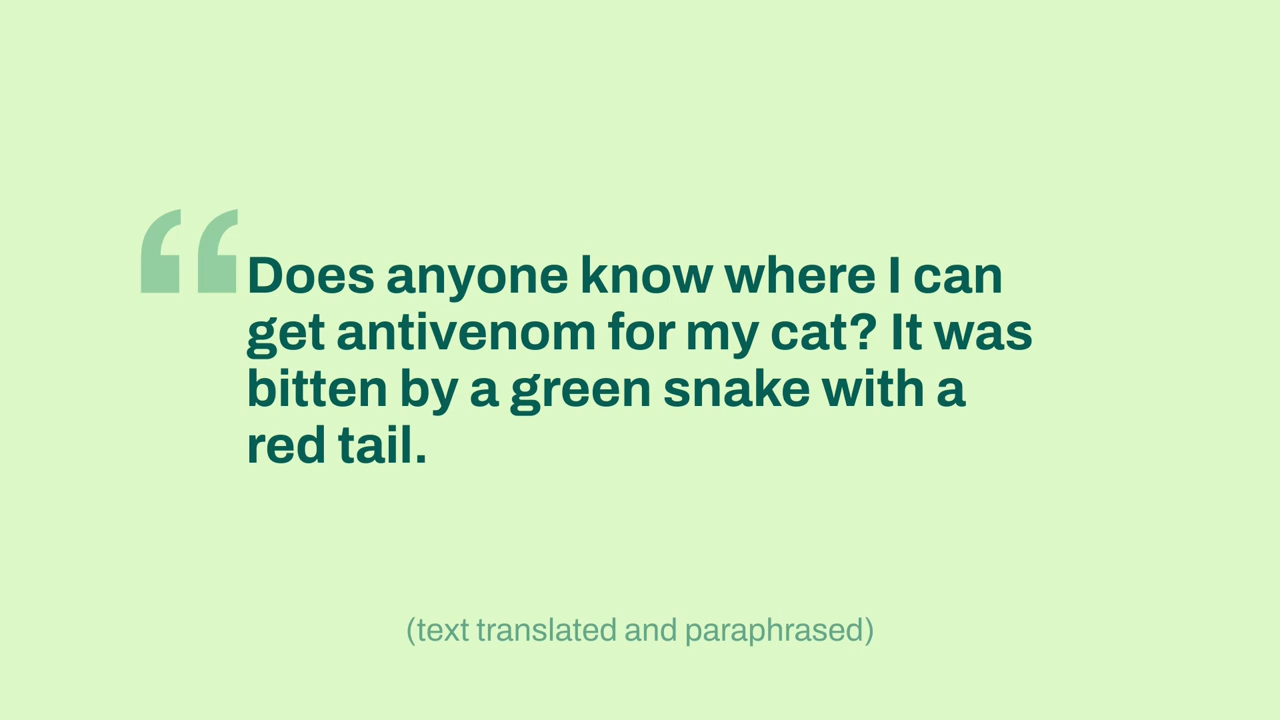 “Does anyone know where I can
get antivenom for my cat? It was
bitten by a green snake with a
red tail.
(text translated and paraphrased)